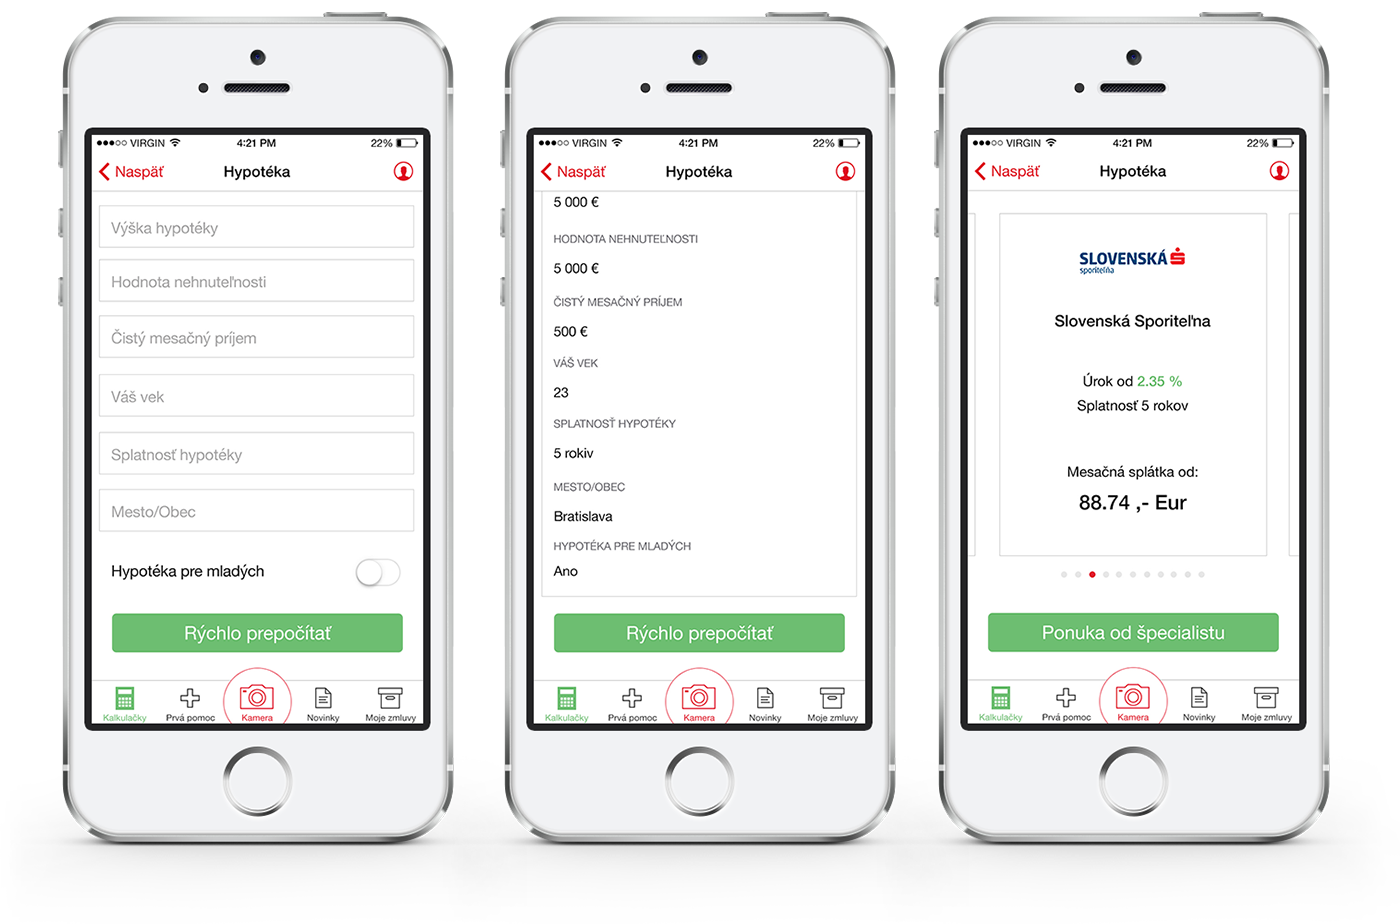 VIRGIN 4:21 PM 22%
Naspäť Hypotéka
Výška hypotéky
Hodnota nehnuteľnosti
Čistý mesačný príjem
Váš vek
Splatnosť hypotéky
Mesto/Obec
Hypotéka pre mladých
Rýchlo prepočítať
Kalkulačky Prvá pomoc Kamera Novinky Moje zmluvy
VIRGIN 4:21 PM 22%
Naspäť Hypotéka
5 000 €
HODNOTA NEHNUTEĽNOSTI
5 000 €
ČISTÝ MESAČNÝ PRÍJEM
500 €
VÁŠ VEK
23
SPLATNOSŤ HYPOTÉKY
5 rokiv
MESTO/OBEC
Bratislava
HYPOTÉKA PRE MLADÝCH
Ano
Rýchlo prepočítať
Kalkulačky Prvá pomoc Kamera Novinky Moje zmluvy
VIRGIN 4:21 PM 22%
Naspäť Hypotéka
SLOVENSKÁ
sporiteľňa
Slovenská Sporiteľna
Úrok od 2.35 %
Splatnosť 5 rokov
Mesačná splátka od:
88.74 ,- Eur
Ponuka od špecialistu
Kalkulačky Prvá pomoc Kamera Novinky Moje zmluvy